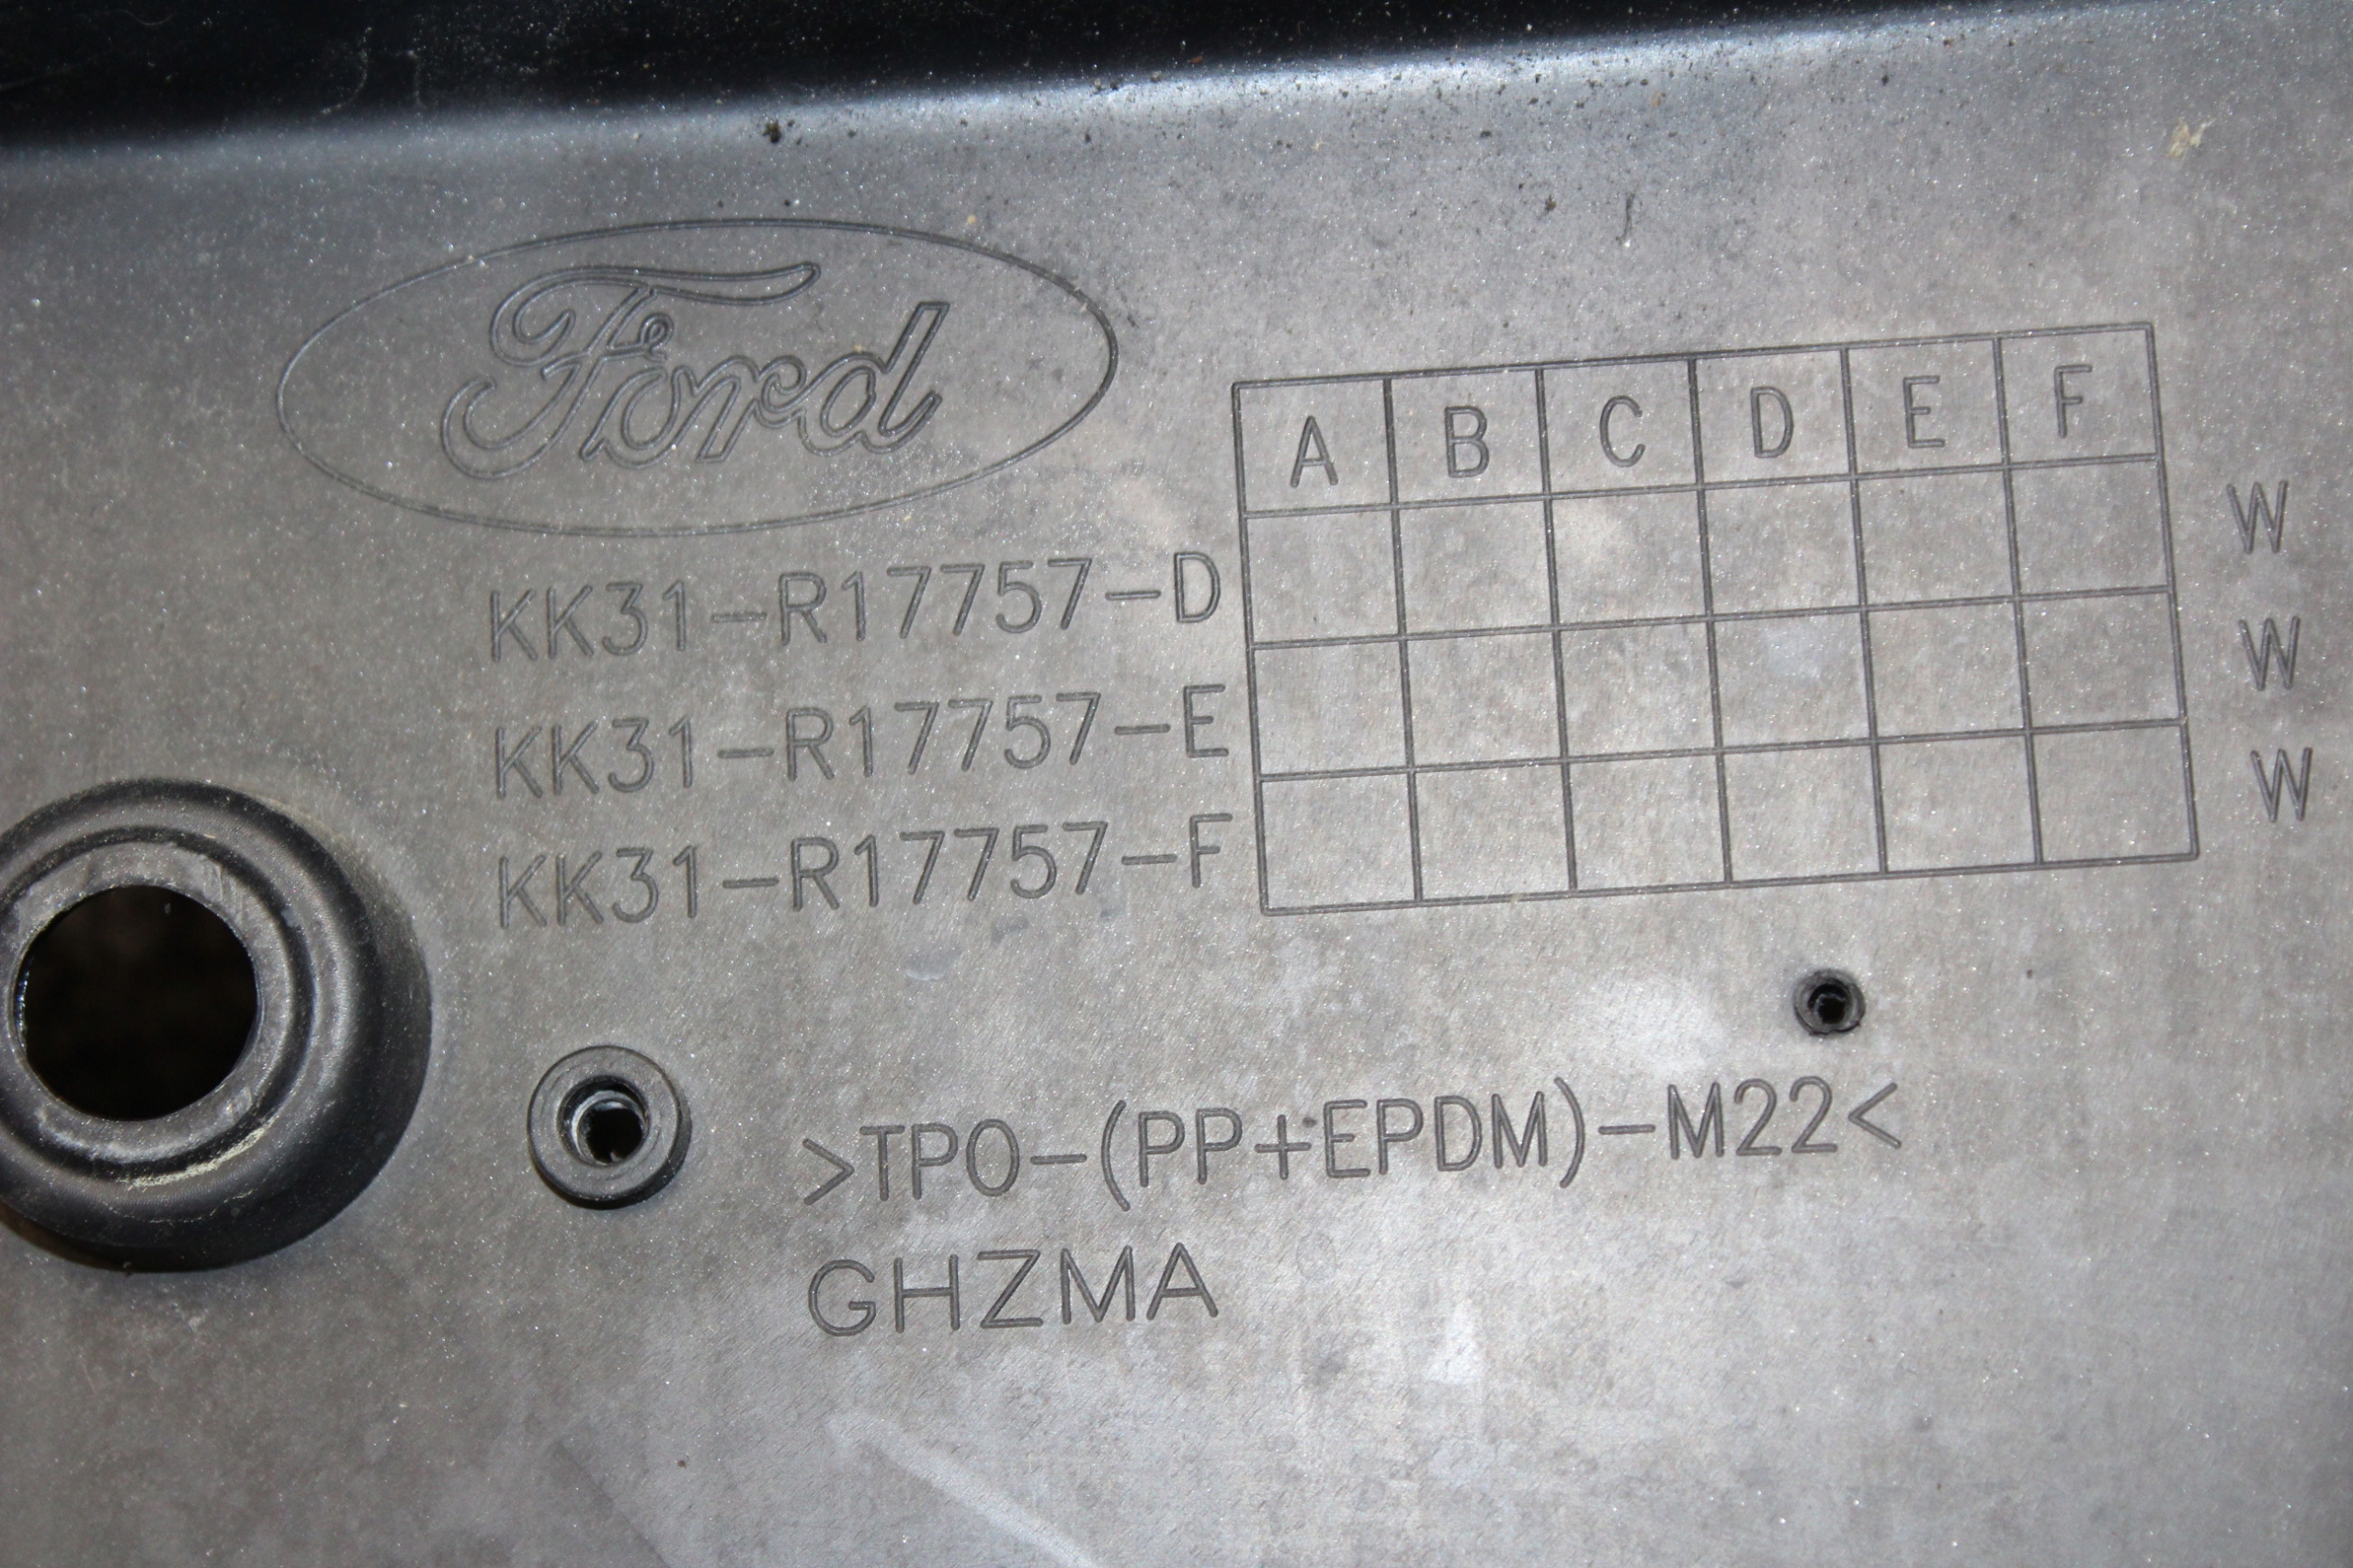 Ford
A B C D E F
KK31-R17757-D W
KK31-R17757-E W
KK31-R17757-F W
>TPO-(PP+EPDM)-M22<
GHZMA